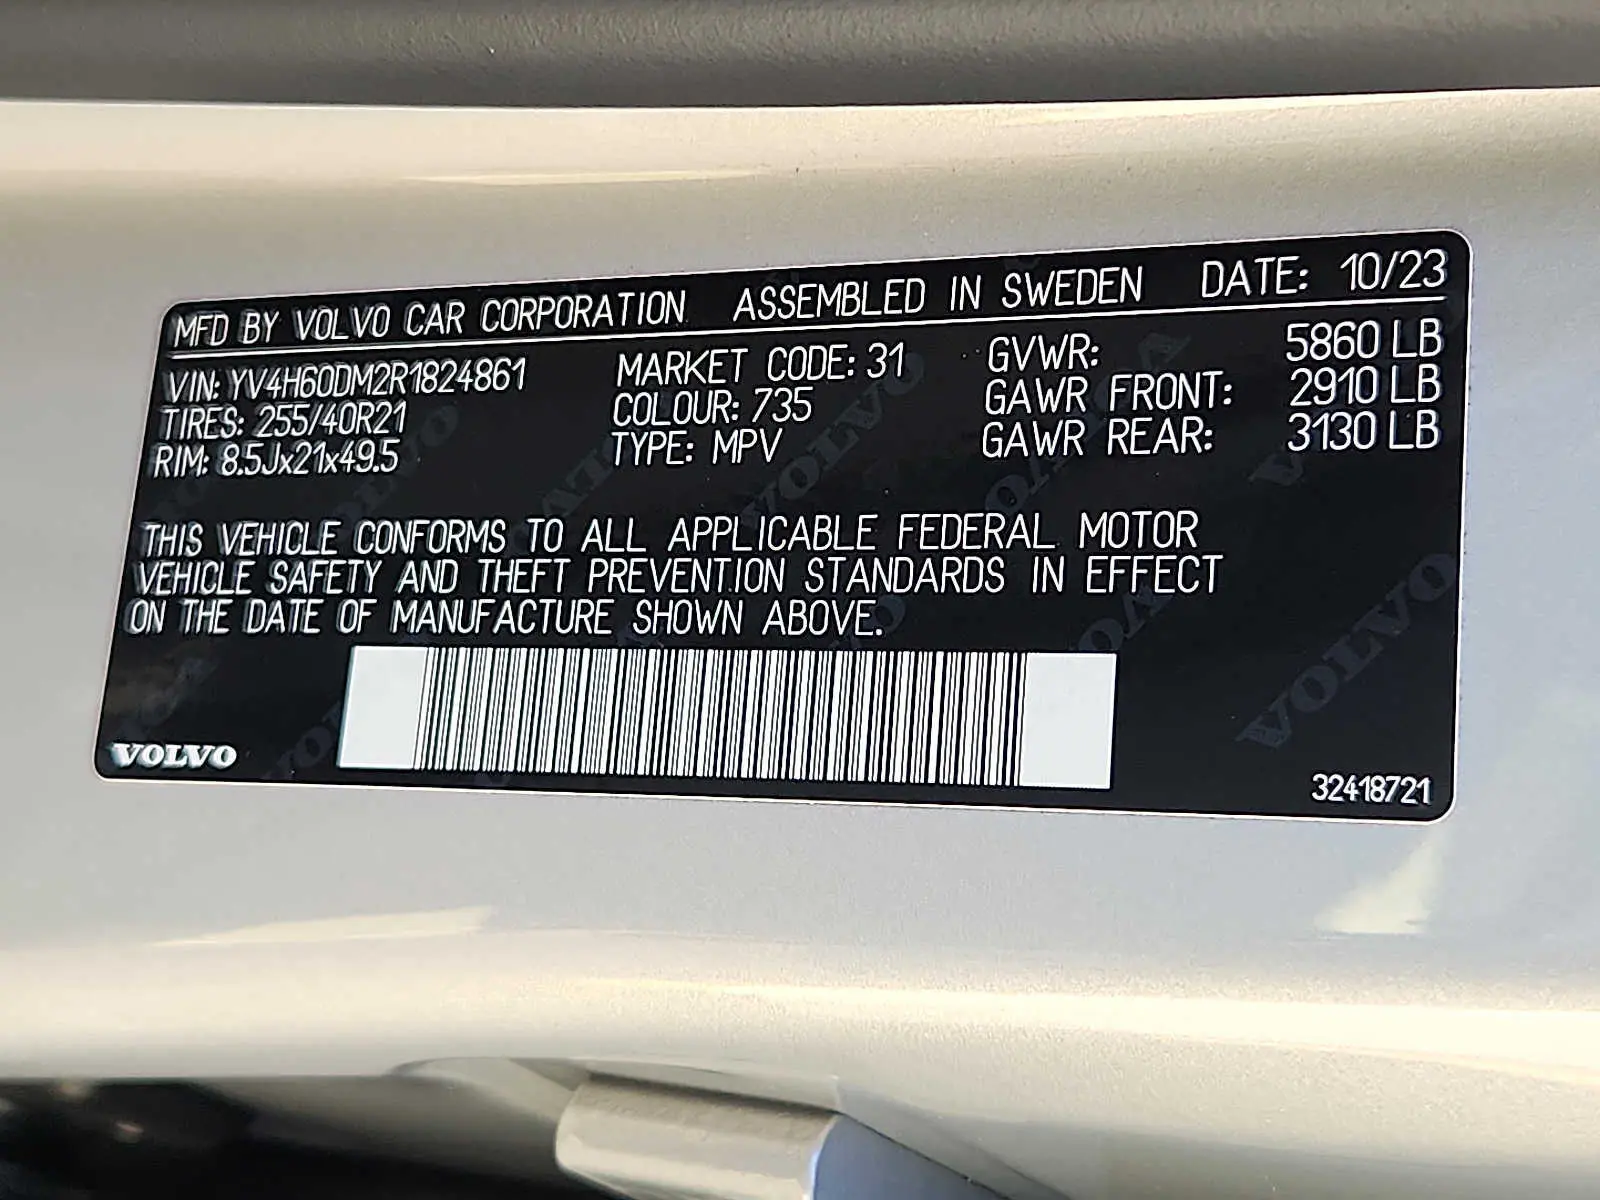 MFD BY VOLVO CAR CORPORATION ASSEMBLED IN SWEDEN DATE: 10/23
VIN: YV4H60DM2R1824861 MARKET CODE: 31 GVWR: 5860 LB
TIRES: 255/40R21 COLOUR: 735 GAWR FRONT: 2910 LB
RIM: 8.5Jx21x49.5 TYPE: MPV GAWR REAR: 3130 LB
THIS VEHICLE CONFORMS TO ALL APPLICABLE FEDERAL MOTOR
VEHICLE SAFETY AND THEFT PREVENTION STANDARDS IN EFFECT
ON THE DATE OF MANUFACTURE SHOWN ABOVE.
VOLVO
32418721